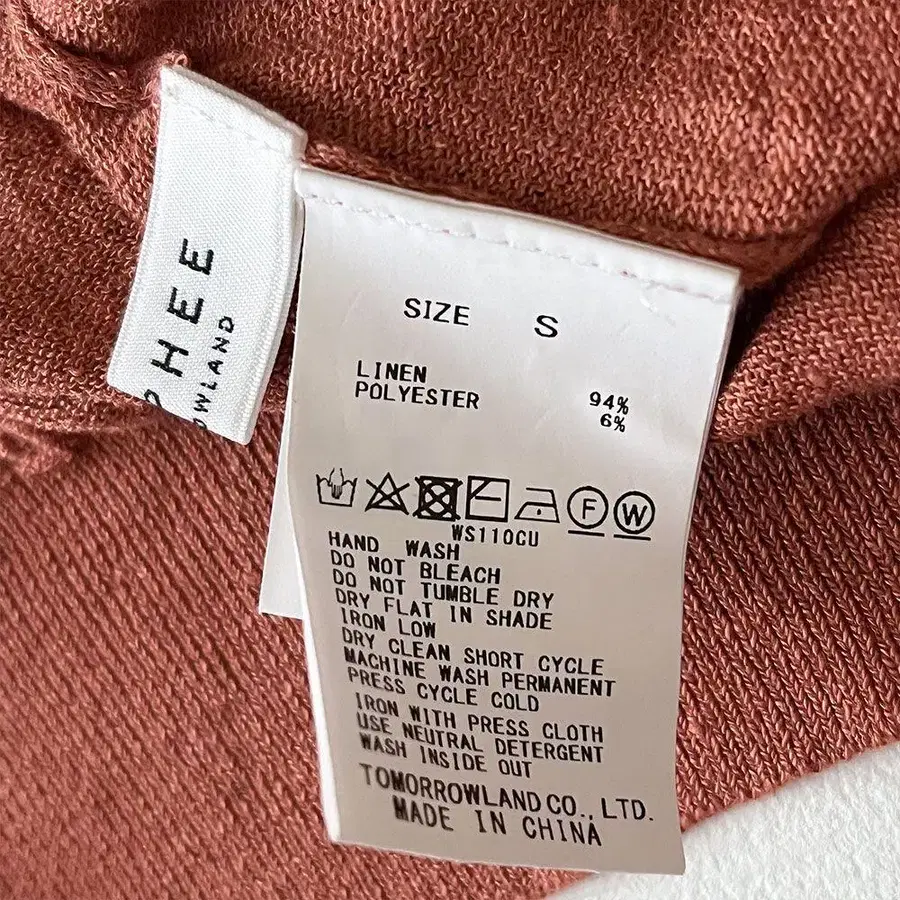 PHEE
OWLAND
SIZE S
LINEN 94%
POLYESTER 6%
F W
WS110CU
HAND WASH
DO NOT BLEACH
DO NOT TUMBLE DRY
DRY FLAT IN SHADE
IRON LOW
DRY CLEAN SHORT CYCLE
MACHINE WASH PERMANENT
PRESS CYCLE COLD
IRON WITH PRESS CLOTH
USE NEUTRAL DETERGENT
WASH INSIDE OUT
TOMORROWLAND CO., LTD.
MADE IN CHINA